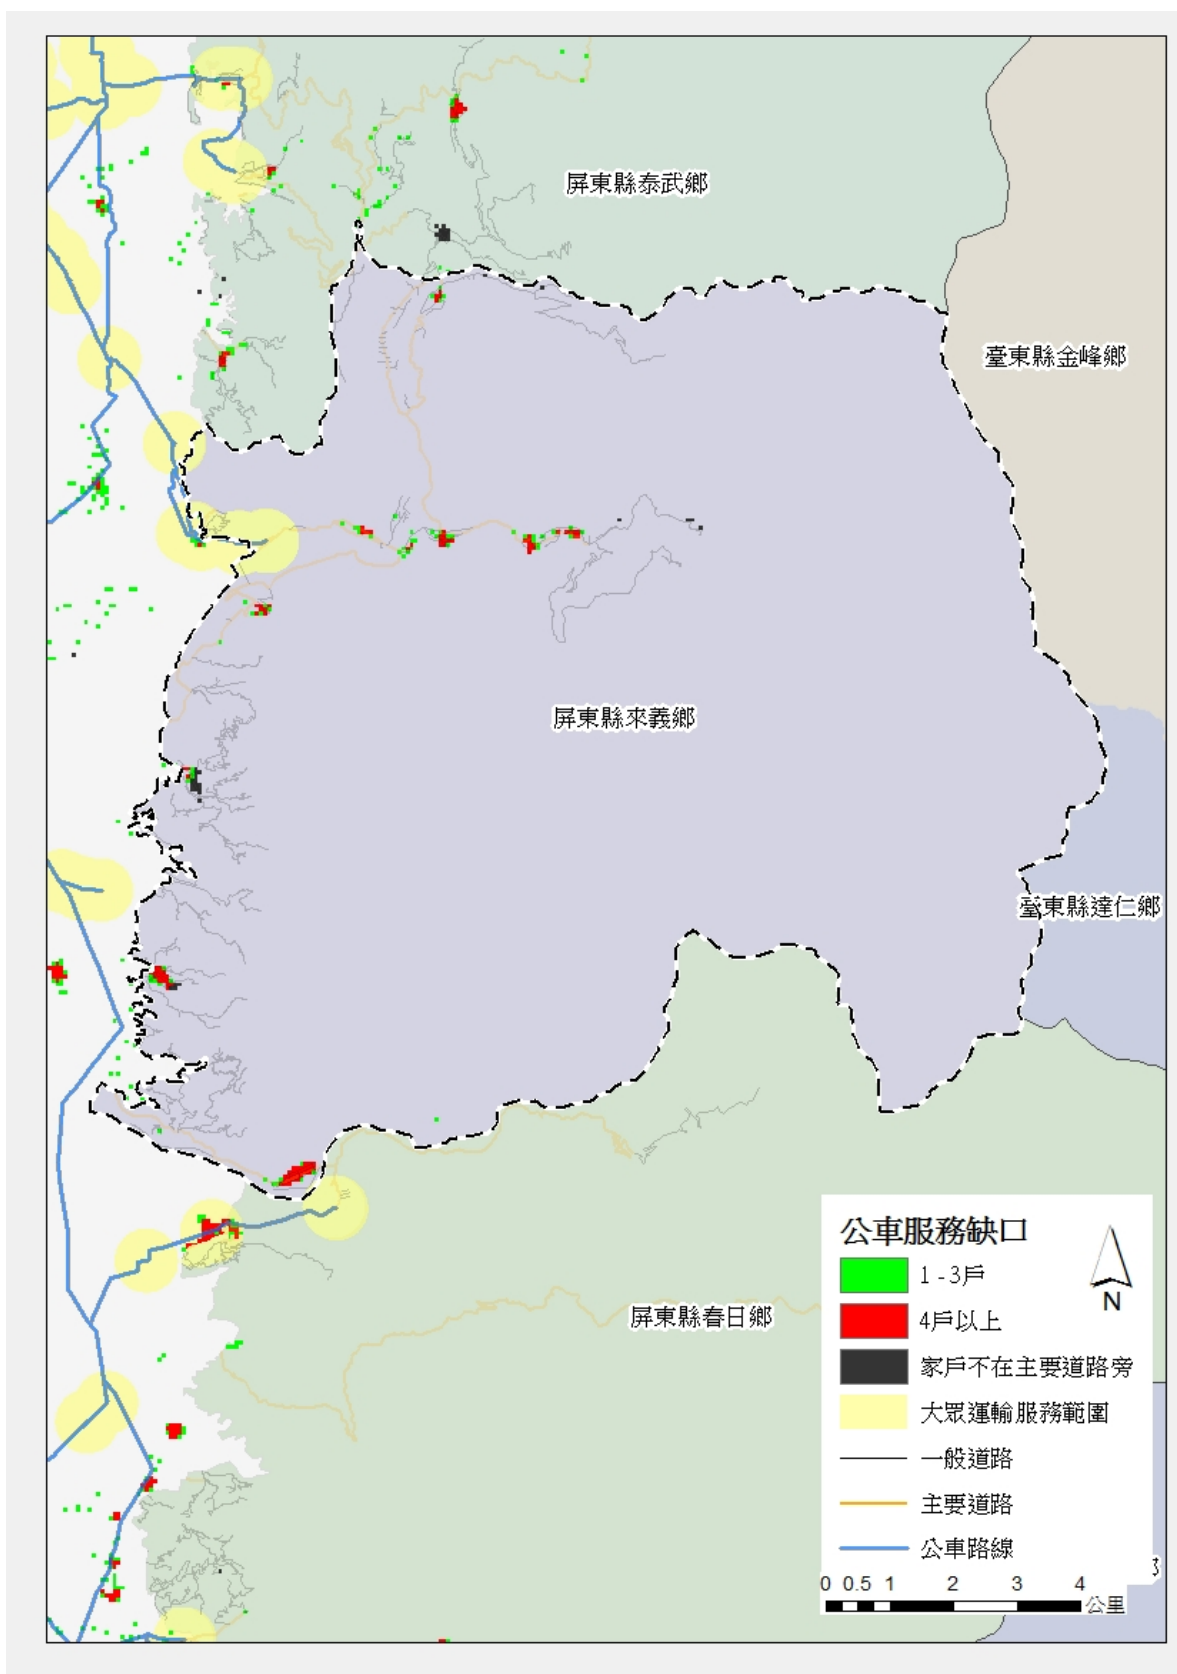 屏東縣泰武鄉
臺東縣金峰鄉
屏東縣來義鄉
臺東縣達仁鄉
屏東縣春日鄉
公車服務缺口
1 - 3戶
4戶以上
家戶不在主要道路旁
大眾運輸服務範圍
一般道路
主要道路
公車路線
N
0 0.5 1 2 3 4
公里